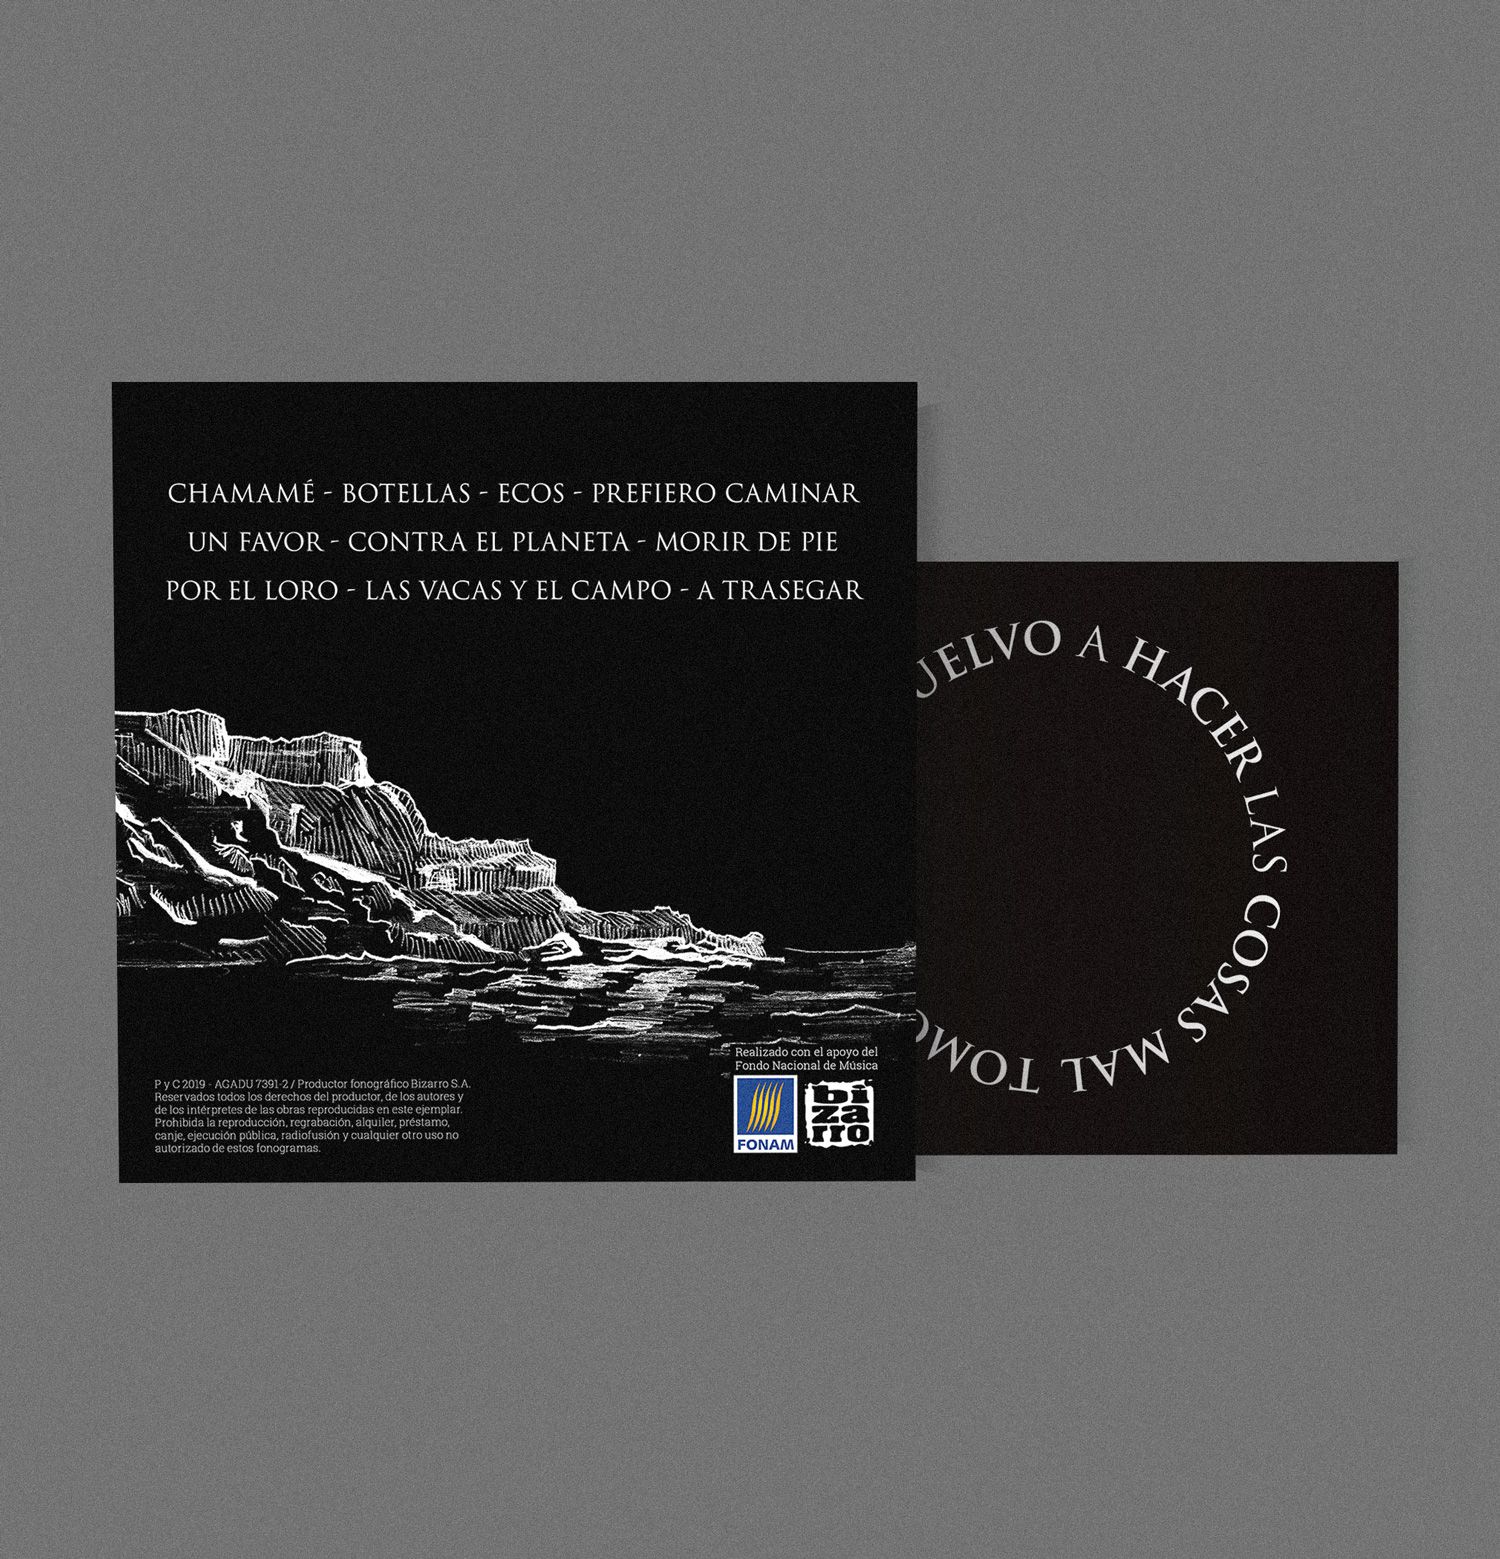 CHAMAMÉ - BOTELLAS - ECOS - PREFIERO CAMINAR
UN FAVOR - CONTRA EL PLANETA - MORIR DE PIE
POR EL LORO - LAS VACAS Y EL CAMPO - A TRASEGAR
UELVO A HACER LAS COSAS MAL TOMO
Realizado con el apoyo del
Fondo Nacional de Música
P y C 2019 - AGADU 7391-2 / Productor fonográfico Bizarro S.A.
Reservados todos los derechos del productor, de los autores y
de los intérpretes de las obras reproducidas en este ejemplar.
Prohibida la reproducción, regrabación, alquiler, préstamo,
canje, ejecución pública, radiofusión y cualquier otro uso no
autorizado de estos fonogramas.
FONAM
bi
za
rro